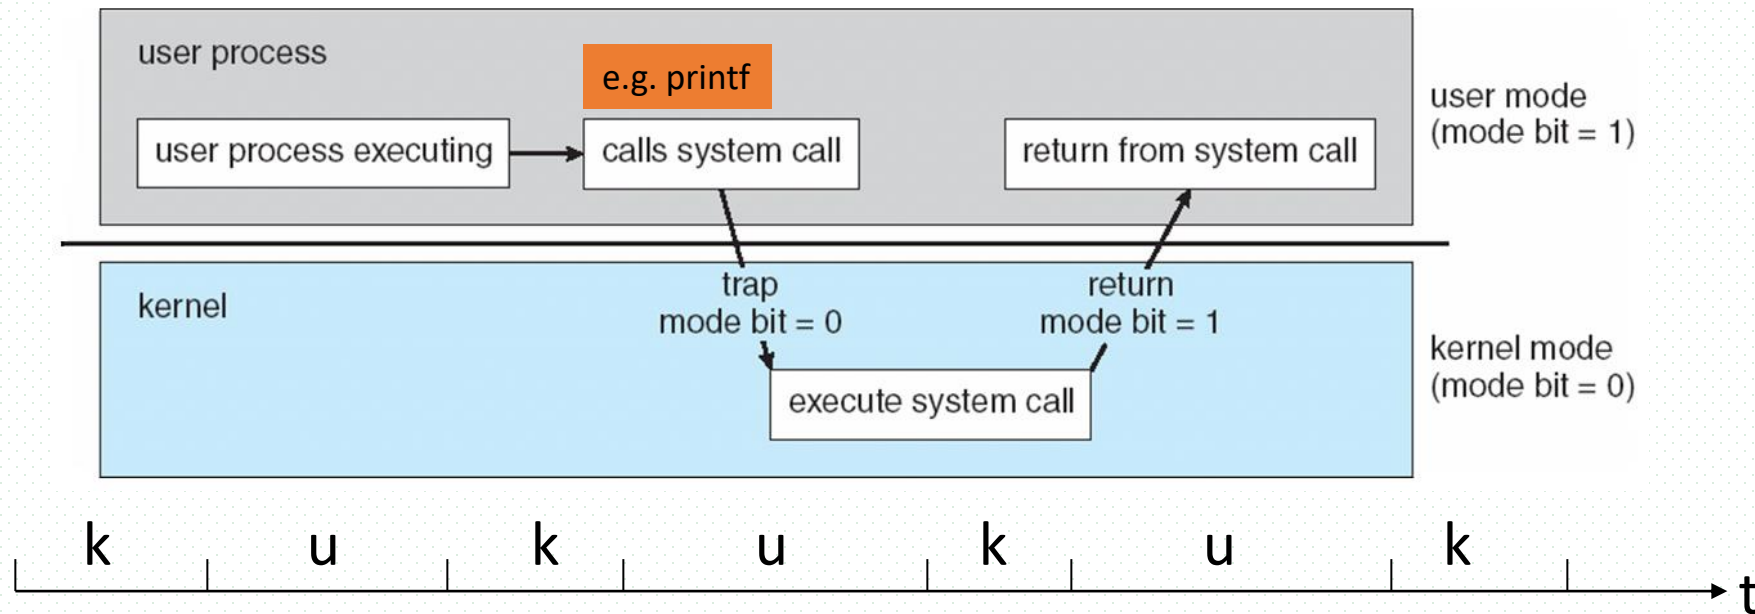 user process
e.g. printf
user process executing
calls system call
return from system call
user mode
(mode bit = 1)
kernel
trap
mode bit = 0
return
mode bit = 1
execute system call
kernel mode
(mode bit = 0)
k u k u k u k
t